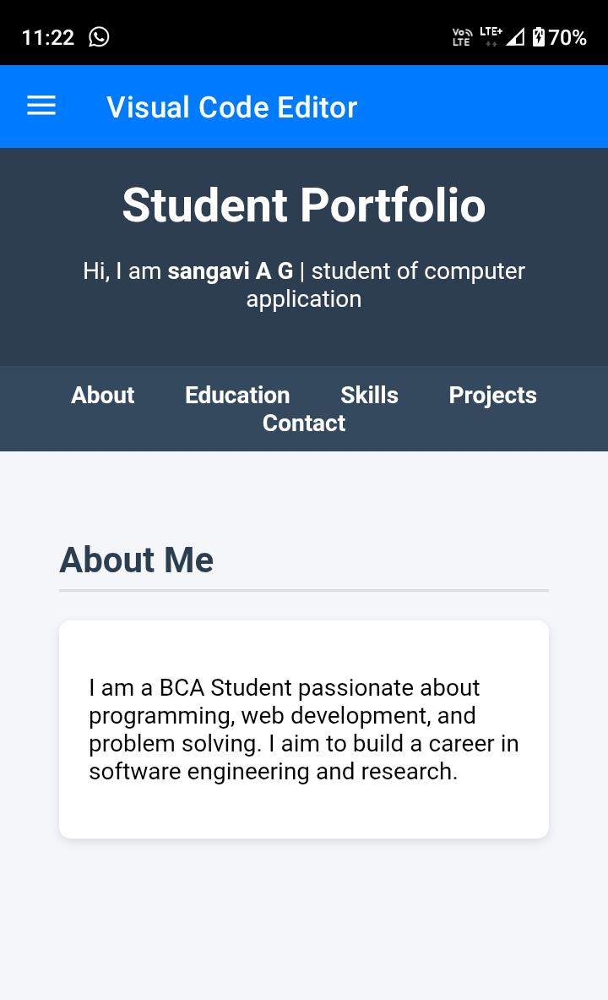 11:22 Vo LTE LTE+ 70%
Visual Code Editor
Student Portfolio
Hi, I am sangavi A G | student of computer
application
About Education Skills Projects
Contact
About Me
I am a BCA Student passionate about
programming, web development, and
problem solving. I aim to build a career in
software engineering and research.